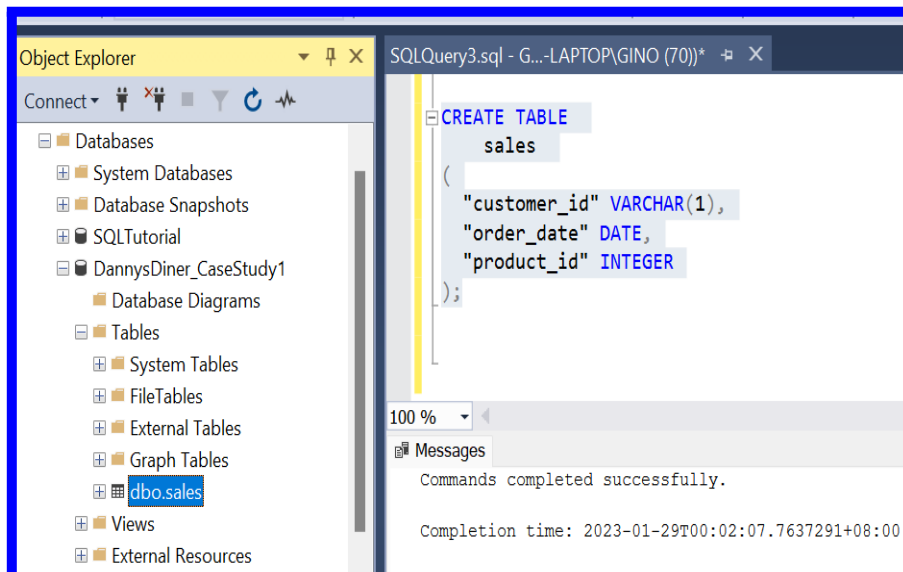 Object Explorer
Connect
Databases
System Databases
Database Snapshots
SQLTutorial
DannysDiner_CaseStudy1
Database Diagrams
Tables
System Tables
FileTables
External Tables
Graph Tables
dbo.sales
Views
External Resources
SQLQuery3.sql - G...-LAPTOP\GINO (70))*
CREATE TABLE
sales
(
"customer_id" VARCHAR(1),
"order_date" DATE,
"product_id" INTEGER
);
100 %
Messages
Commands completed successfully.
Completion time: 2023-01-29T00:02:07.7637291+08:00